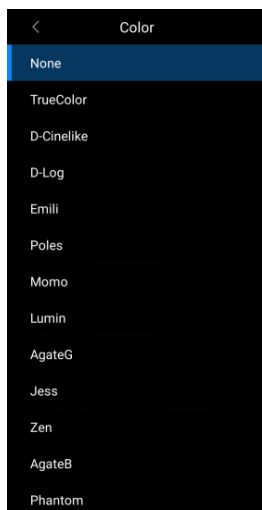 Color
None
TrueColor
D-Cinelike
D-Log
Emili
Poles
Momo
Lumin
AgateG
Jess
Zen
AgateB
Phantom